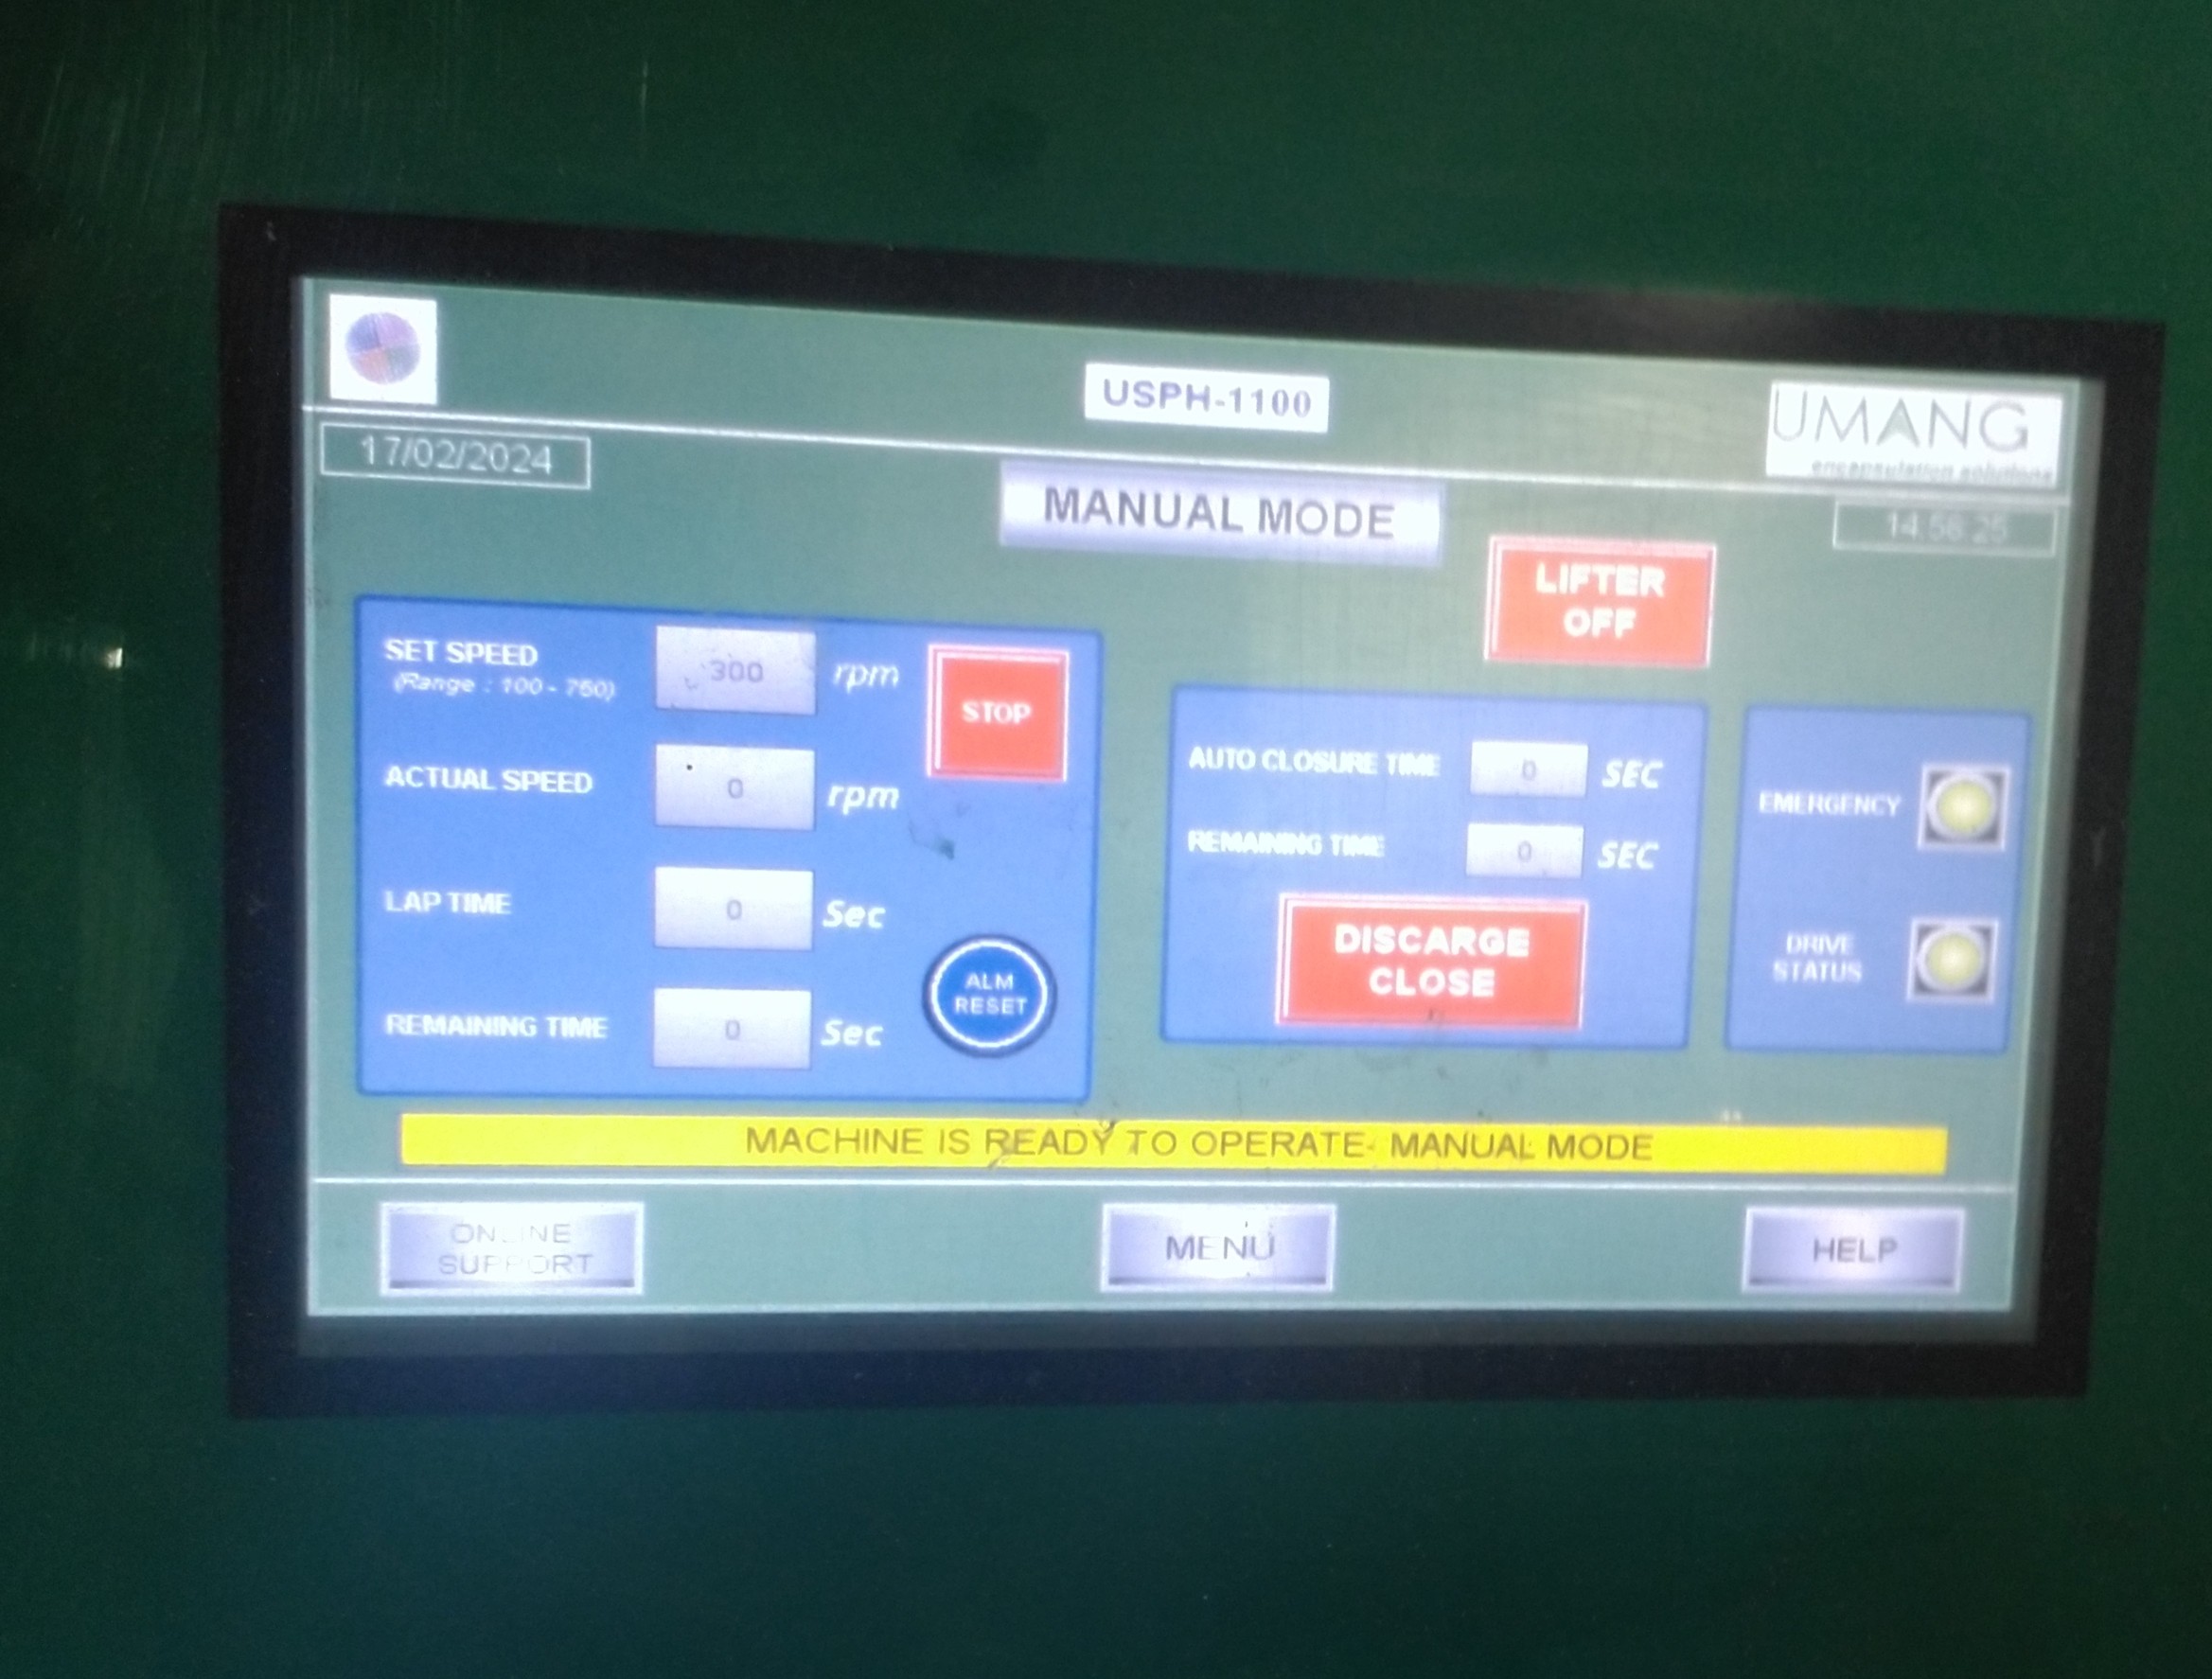 USPH-1100
UMANG
encapsulation solutions
17/02/2024
MANUAL MODE
14:56:25
LIFTER
OFF
SET SPEED
(Range : 100 - 750)
300
rpm
STOP
ACTUAL SPEED
0
rpm
LAP TIME
0
Sec
REMAINING TIME
0
Sec
ALM
RESET
AUTO CLOSURE TIME
0
SEC
REMAINING TIME
0
SEC
DISCARGE
CLOSE
EMERGENCY
DRIVE
STATUS
MACHINE IS READY TO OPERATE- MANUAL MODE
ONLINE
SUPPORT
MENU
HELP